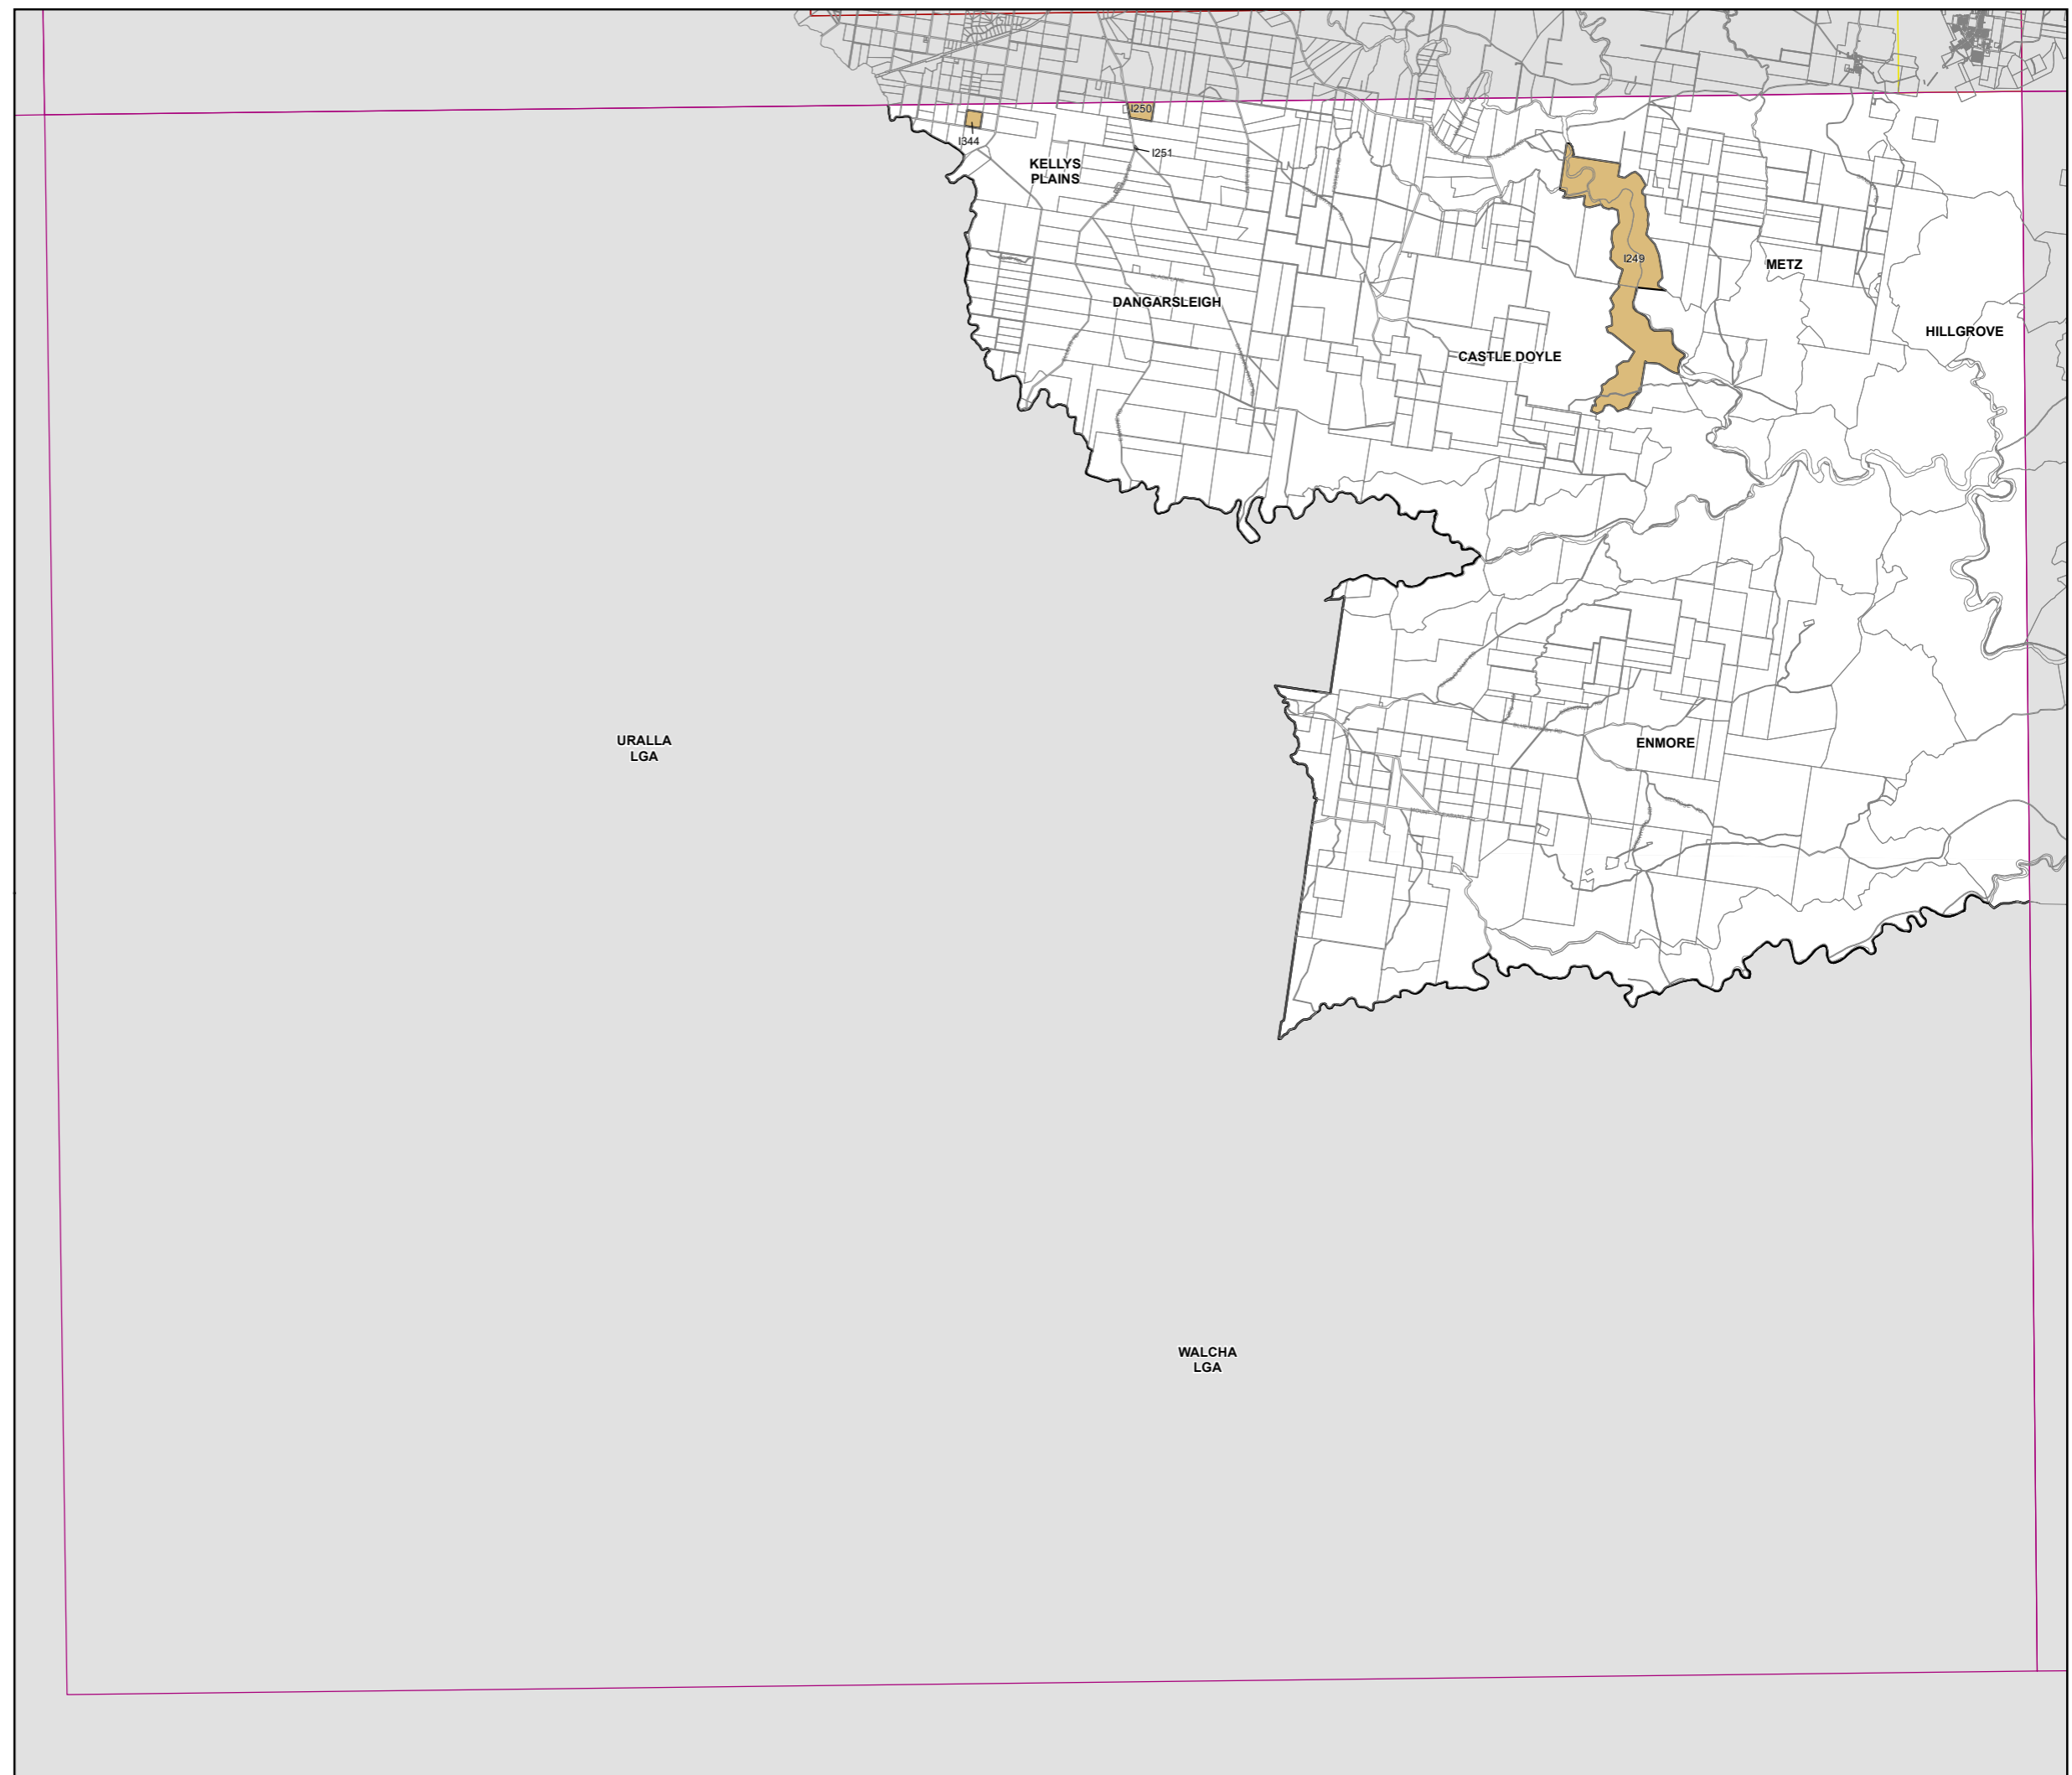 I250
I344
I251
KELLYS
PLAINS
I249
METZ
DANGARSLEIGH
HILLGROVE
CASTLE DOYLE
URALLA
LGA
ENMORE
WALCHA
LGA